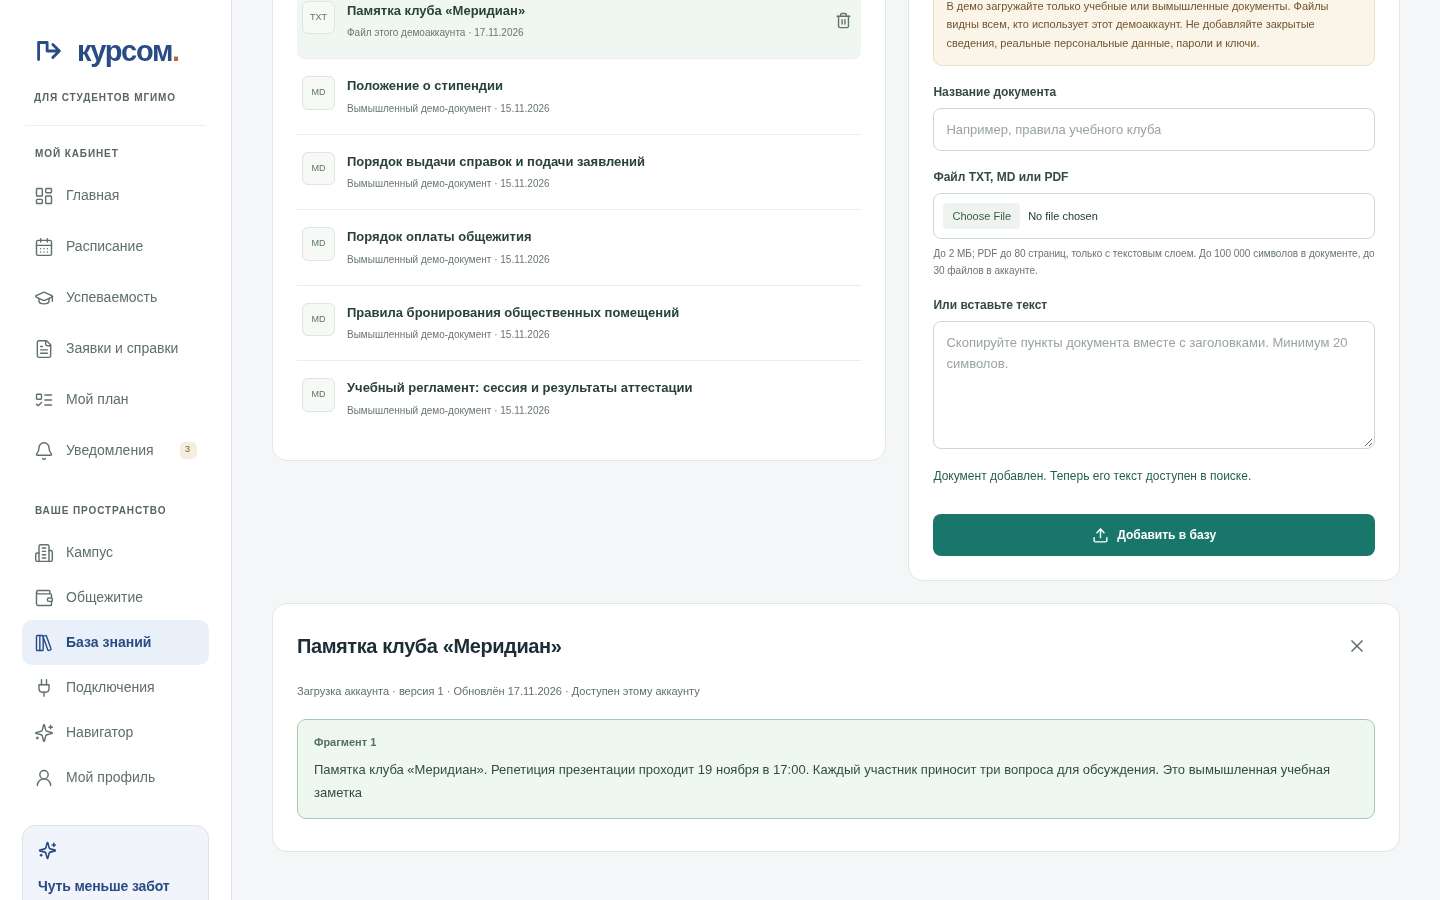 курсом.
ДЛЯ СТУДЕНТОВ МГИМО
МОЙ КАБИНЕТ
Главная
Расписание
Успеваемость
Заявки и справки
Мой план
Уведомления 3
ВАШЕ ПРОСТРАНСТВО
Кампус
Общежитие
База знаний
Подключения
Навигатор
Мой профиль
Чуть меньше забот
TXT
Памятка клуба «Меридиан»
Файл этого демоаккаунта · 17.11.2026
MD
Положение о стипендии
Вымышленный демо-документ · 15.11.2026
MD
Порядок выдачи справок и подачи заявлений
Вымышленный демо-документ · 15.11.2026
MD
Порядок оплаты общежития
Вымышленный демо-документ · 15.11.2026
MD
Правила бронирования общественных помещений
Вымышленный демо-документ · 15.11.2026
MD
Учебный регламент: сессия и результаты аттестации
Вымышленный демо-документ · 15.11.2026
В демо загружайте только учебные или вымышленные документы. Файлы
видны всем, кто использует этот демоаккаунт. Не добавляйте закрытые
сведения, реальные персональные данные, пароли и ключи.
Название документа
Например, правила учебного клуба
Файл TXT, MD или PDF
Choose File No file chosen
До 2 МБ; PDF до 80 страниц, только с текстовым слоем. До 100 000 символов в документе, до
30 файлов в аккаунте.
Или вставьте текст
Скопируйте пункты документа вместе с заголовками. Минимум 20
символов.
Документ добавлен. Теперь его текст доступен в поиске.
Добавить в базу
Памятка клуба «Меридиан»
Загрузка аккаунта · версия 1 · Обновлён 17.11.2026 · Доступен этому аккаунту
Фрагмент 1
Памятка клуба «Меридиан». Репетиция презентации проходит 19 ноября в 17:00. Каждый участник приносит три вопроса для обсуждения. Это вымышленная учебная
заметка